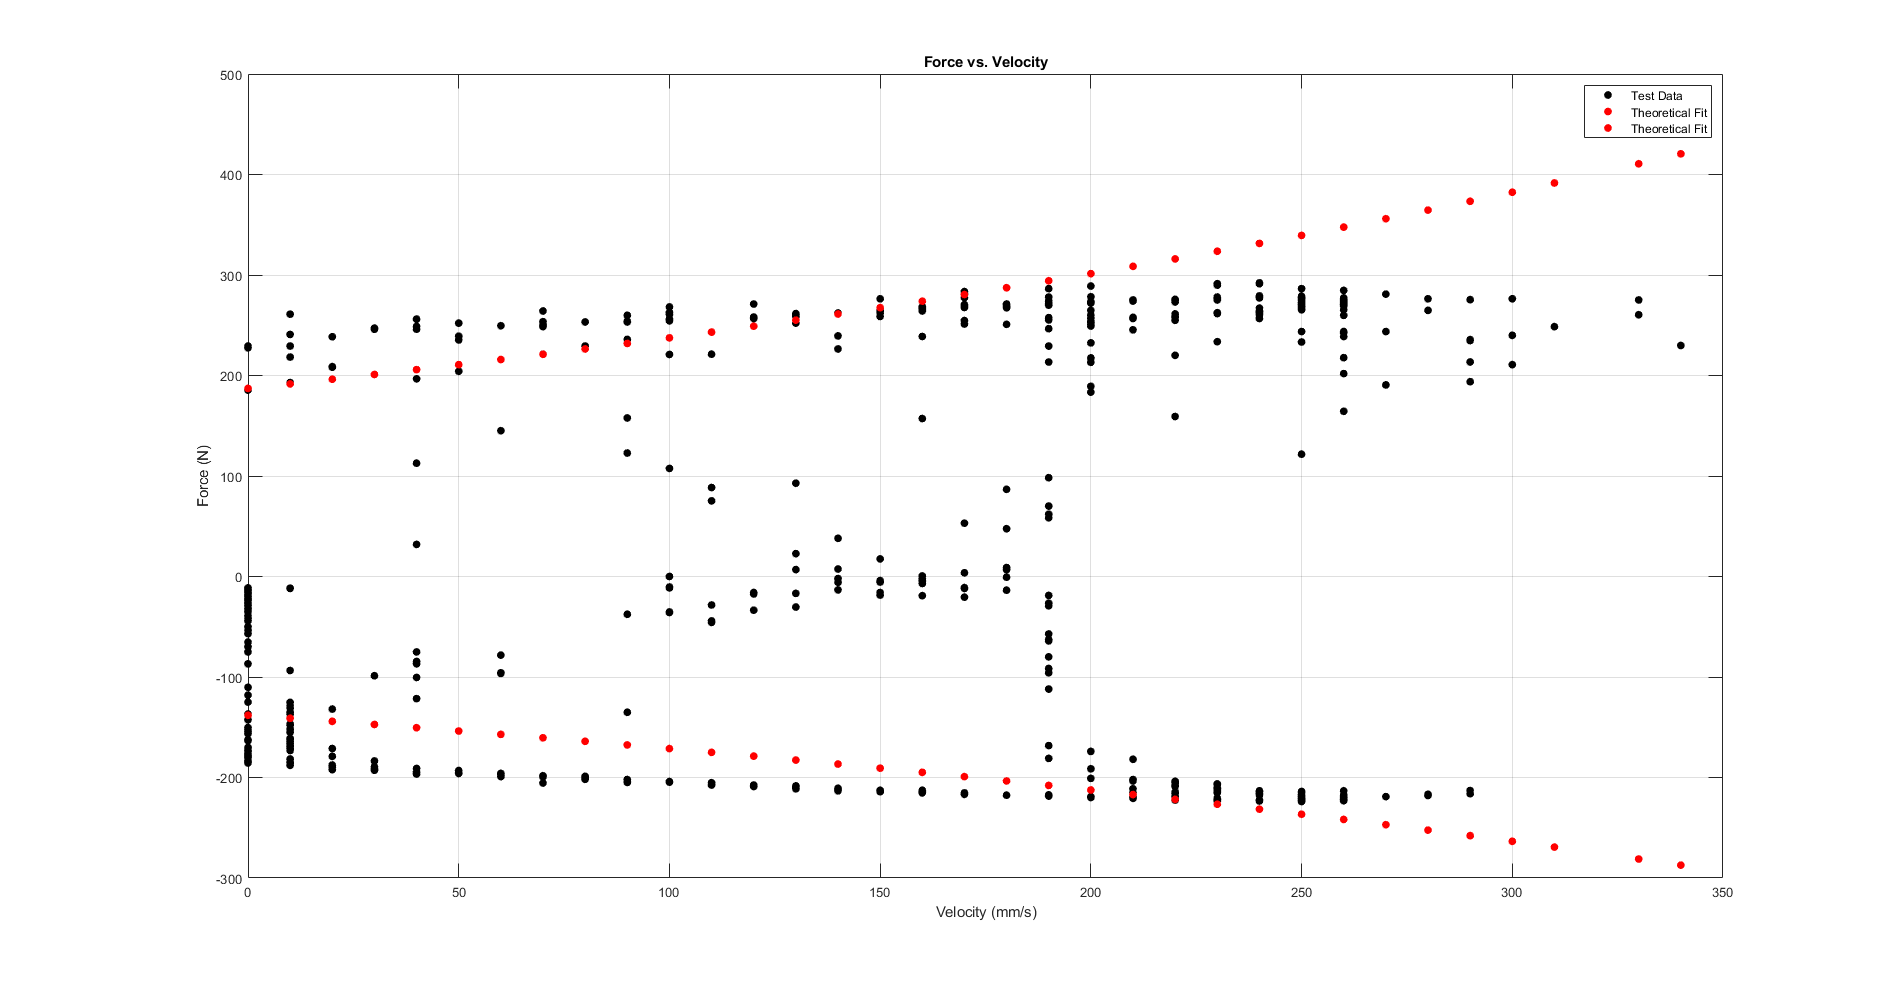 Force vs. Velocity
500
400
300
200
100
0
-100
-200
-300
Force (N)
Test Data
Theoretical Fit
Theoretical Fit
0 50 100 150 200 250 300 350
Velocity (mm/s)